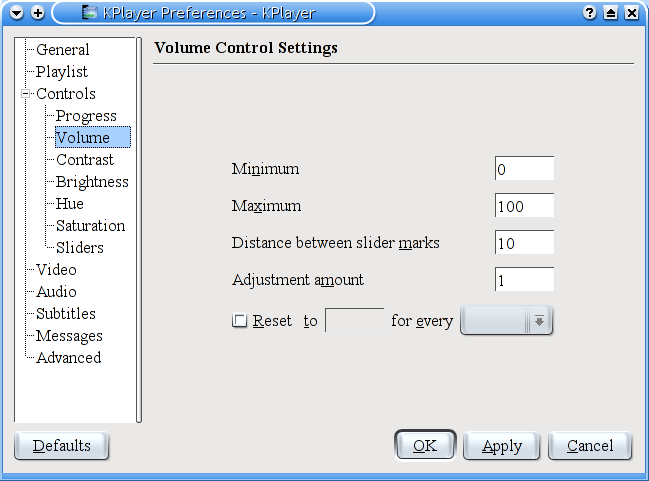 KPlayer Preferences - KPlayer
General
Playlist
Controls
Progress
Volume
Contrast
Brightness
Hue
Saturation
Sliders
Video
Audio
Subtitles
Messages
Advanced
Volume Control Settings
Minimum 0
Maximum 100
Distance between slider marks 10
Adjustment amount 1
Reset to for every
Defaults OK Apply Cancel